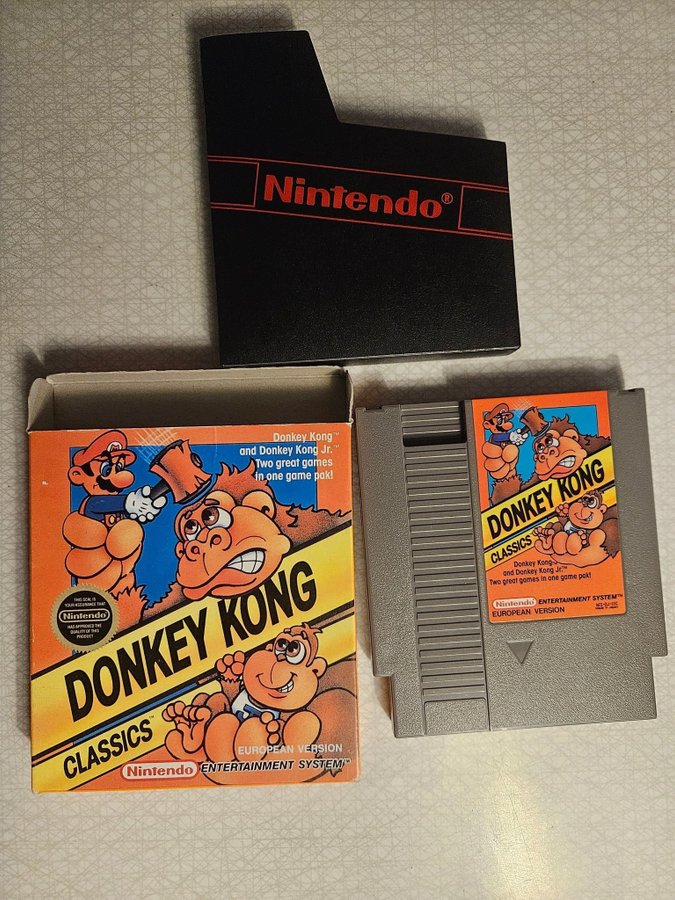 Nintendo®
Donkey Kong™
and Donkey Kong Jr.™
Two great games
in one game pak!
THIS SEAL IS
YOUR ASSURANCE THAT
Nintendo
HAS APPROVED THE
QUALITY OF THIS
PRODUCT
DONKEY KONG
CLASSICS™
EUROPEAN VERSION
Nintendo ENTERTAINMENT SYSTEM™
DONKEY KONG
CLASSICS
Donkey Kong
and Donkey Kong Jr.™
Two great games in one game pak!
Nintendo ENTERTAINMENT SYSTEM™
EUROPEAN VERSION